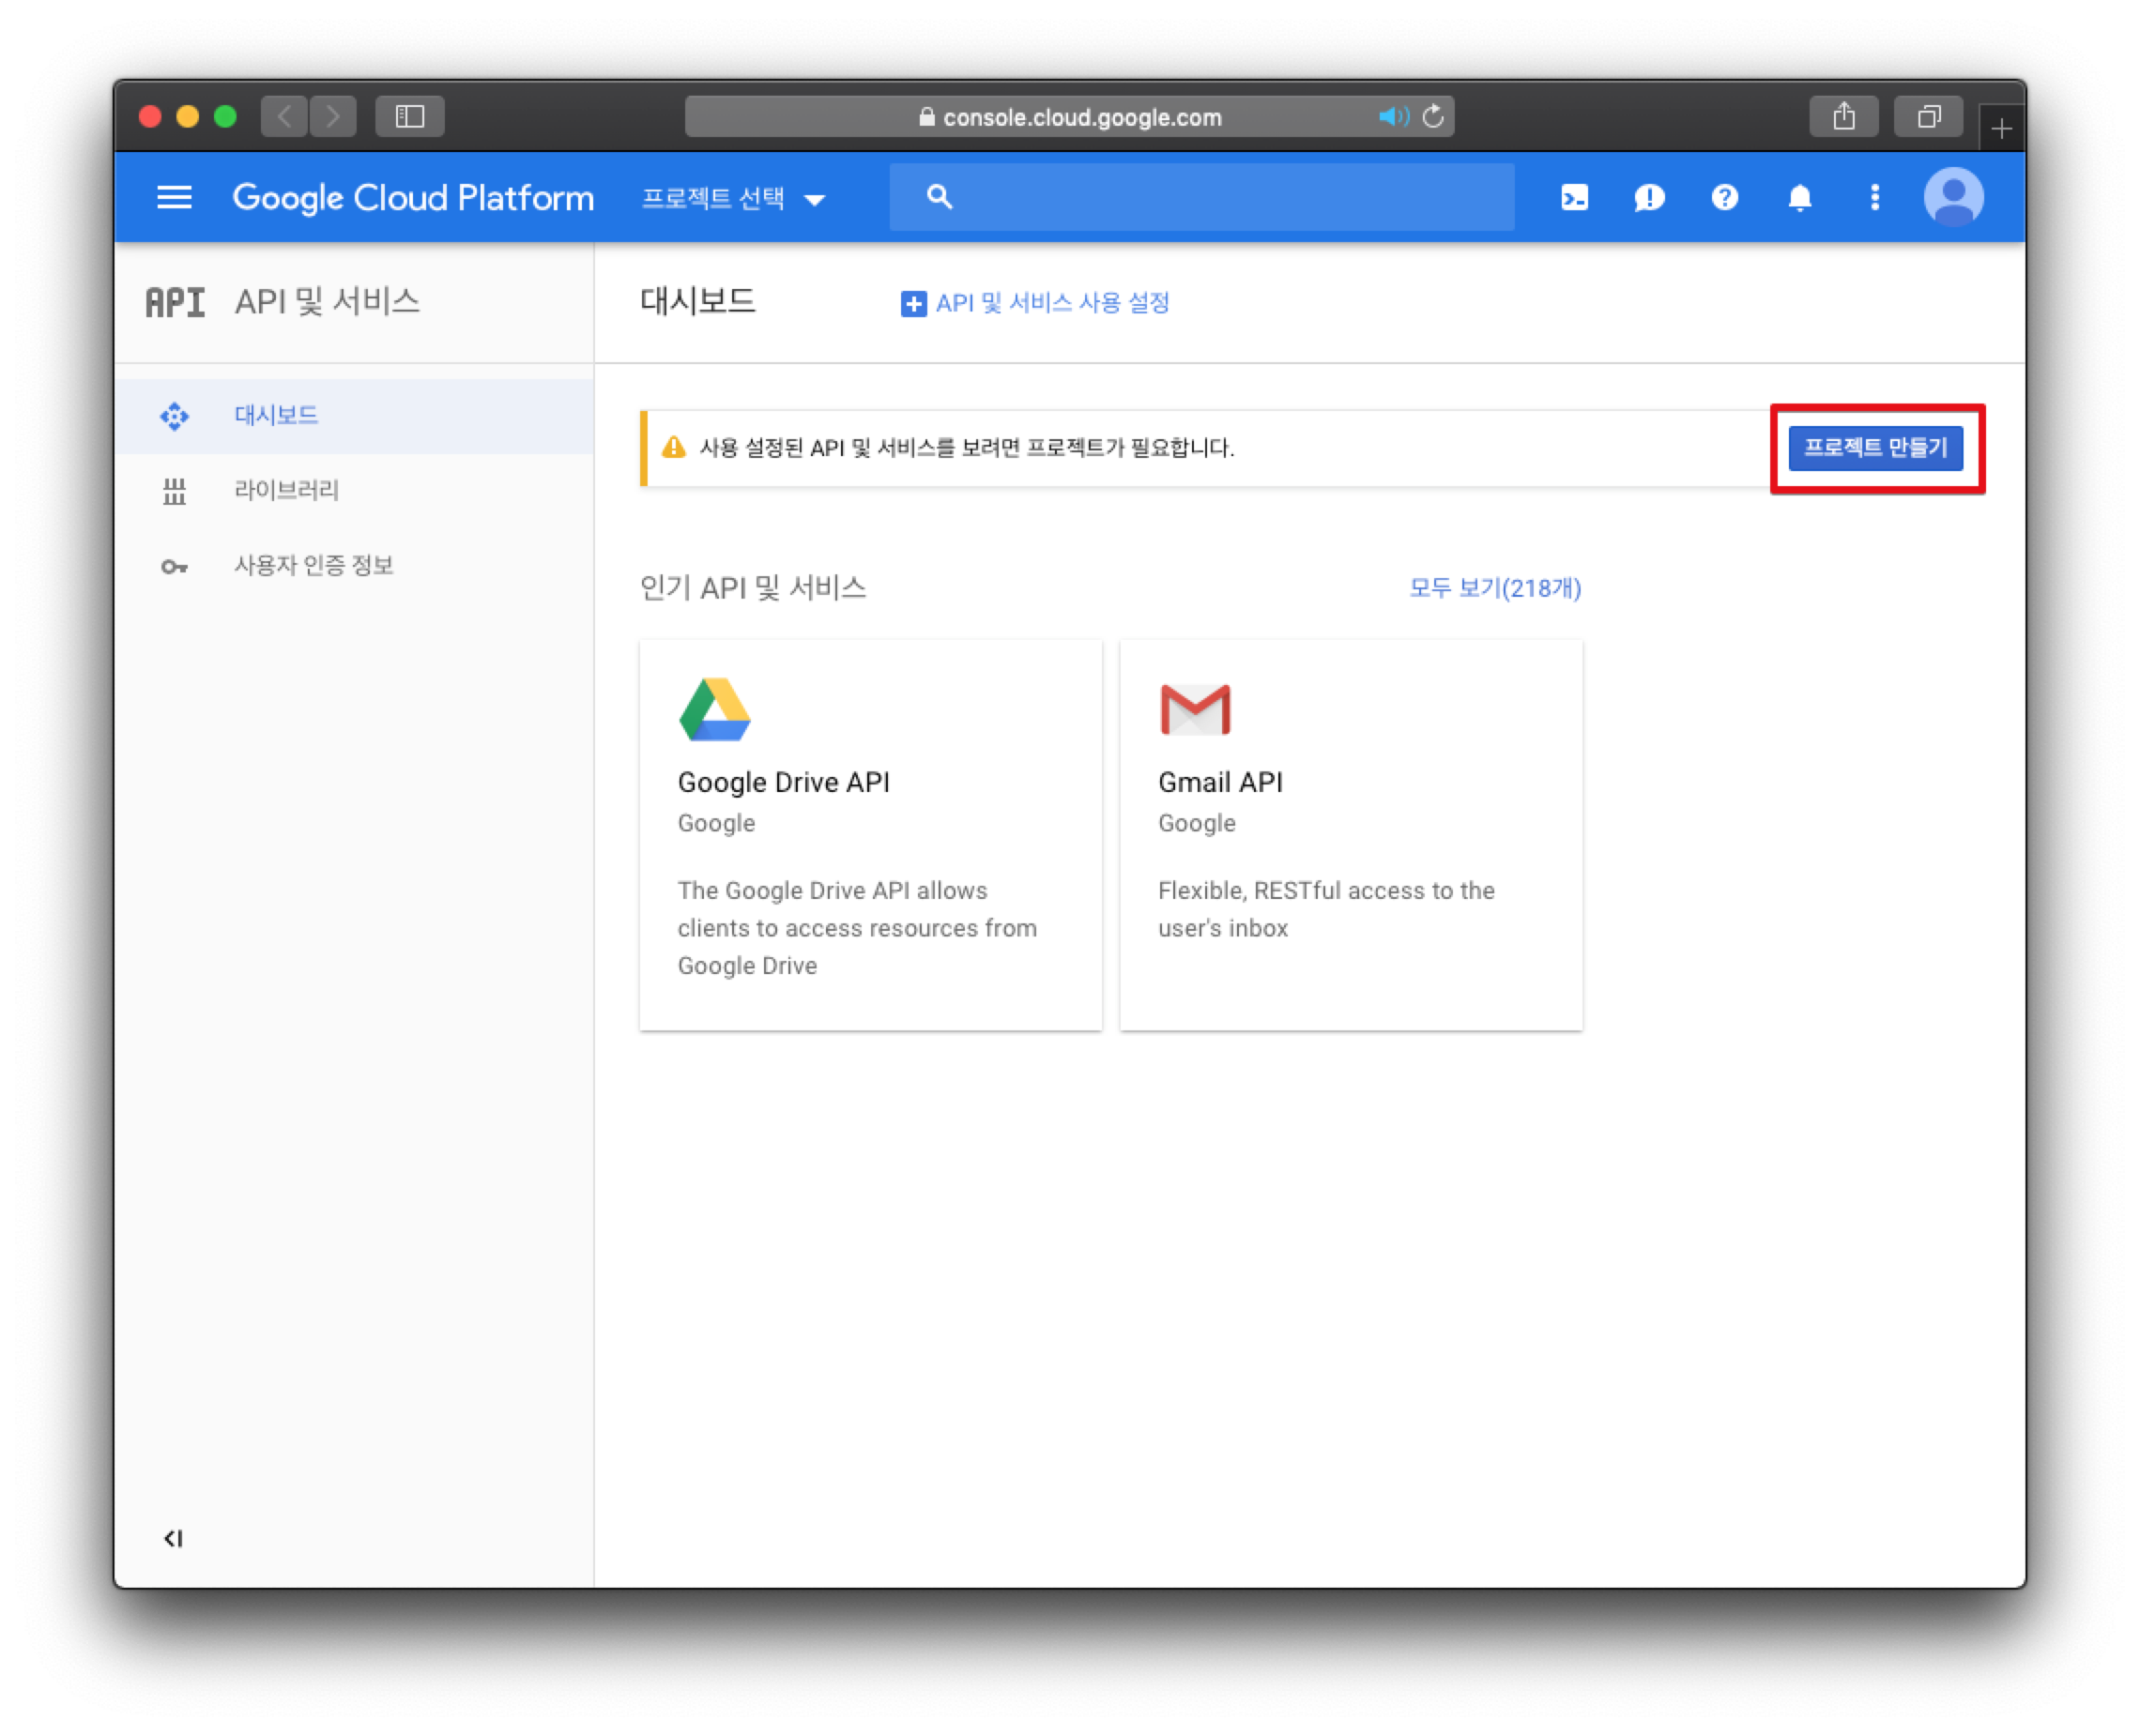 console.cloud.google.com
Google Cloud Platform
프로젝트 선택
API
API 및 서비스
대시보드
API 및 서비스 사용 설정
대시보드
라이브러리
사용자 인증 정보
사용 설정된 API 및 서비스를 보려면 프로젝트가 필요합니다.
프로젝트 만들기
인기 API 및 서비스
모두 보기(218개)
Google Drive API
Google
The Google Drive API allows
clients to access resources from
Google Drive
Gmail API
Google
Flexible, RESTful access to the
user's inbox